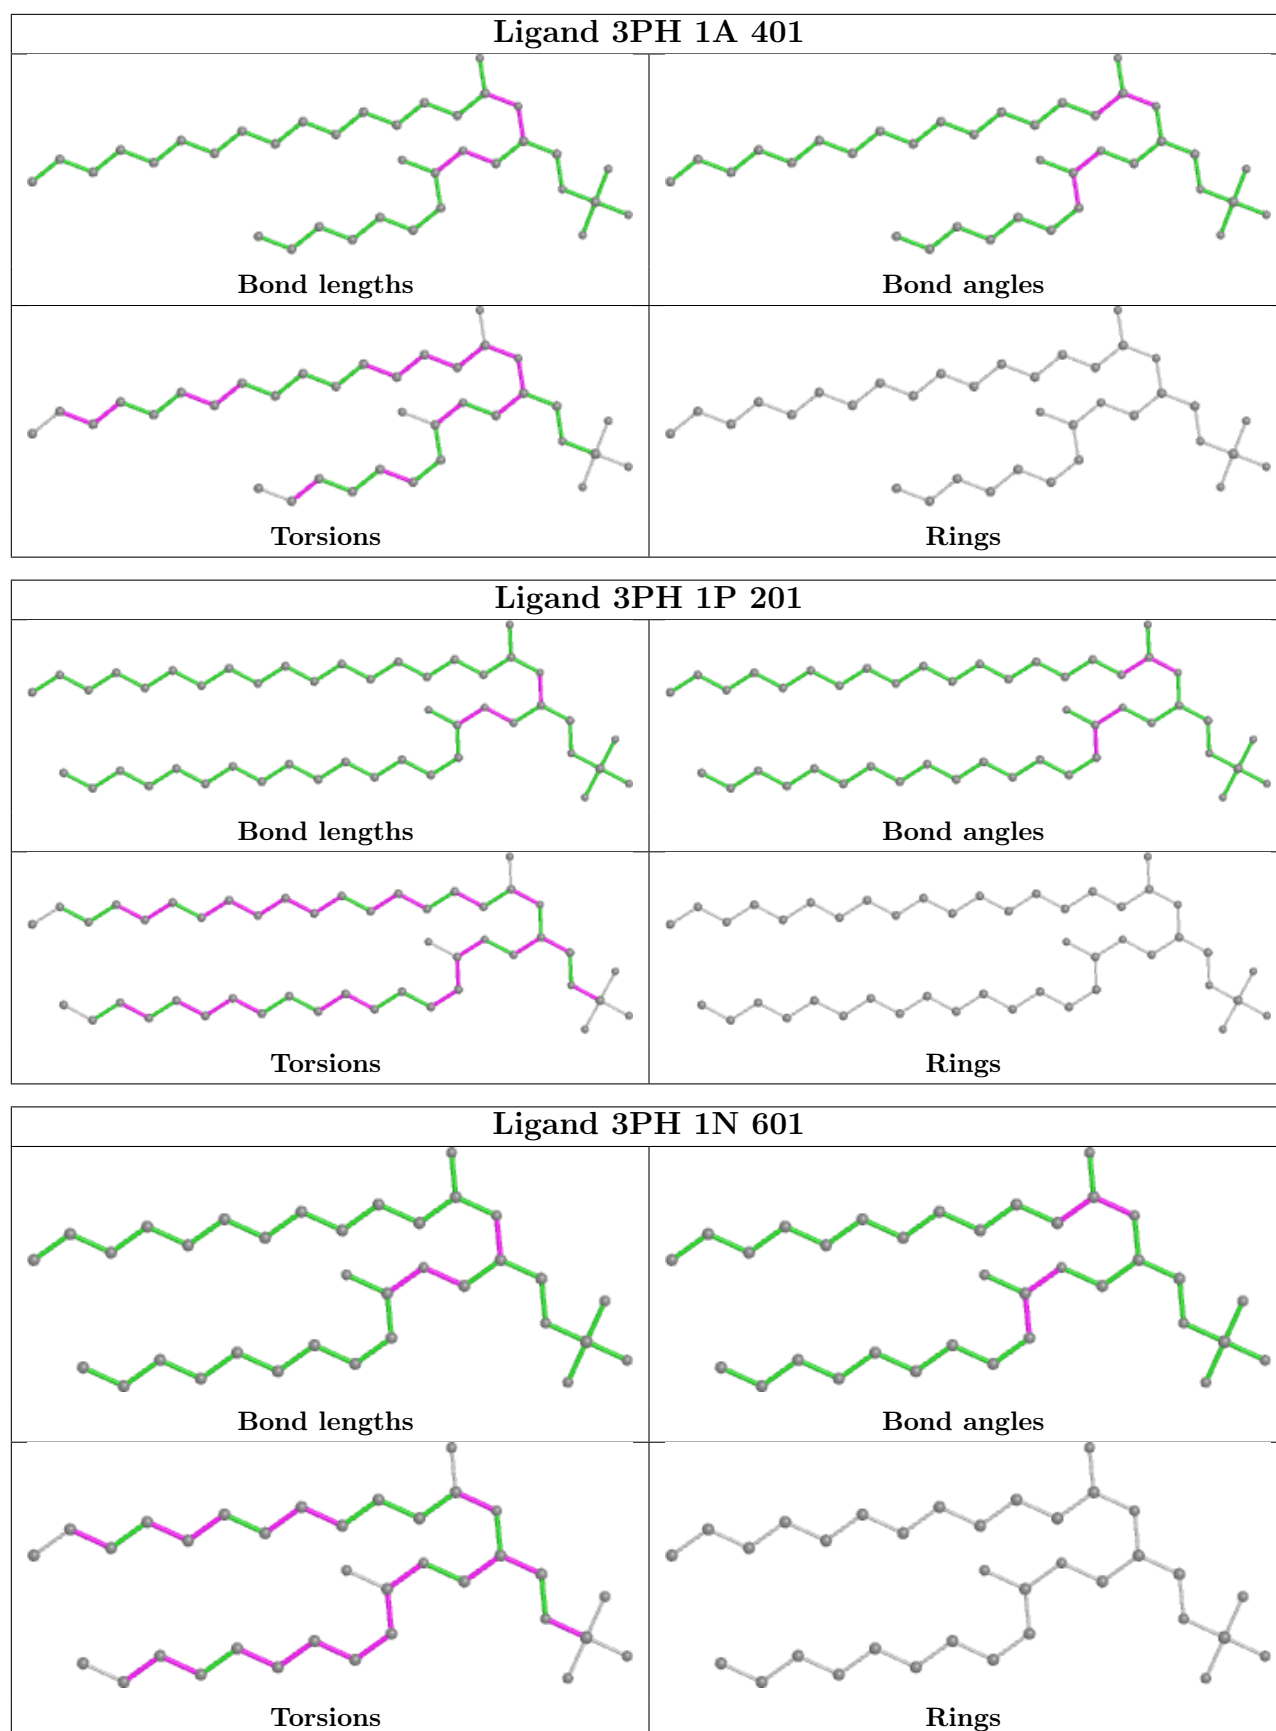 Ligand 3PH 1A 401
Bond lengths
Bond angles
Torsions
Rings
Ligand 3PH 1P 201
Bond lengths
Bond angles
Torsions
Rings
Ligand 3PH 1N 601
Bond lengths
Bond angles
Torsions
Rings